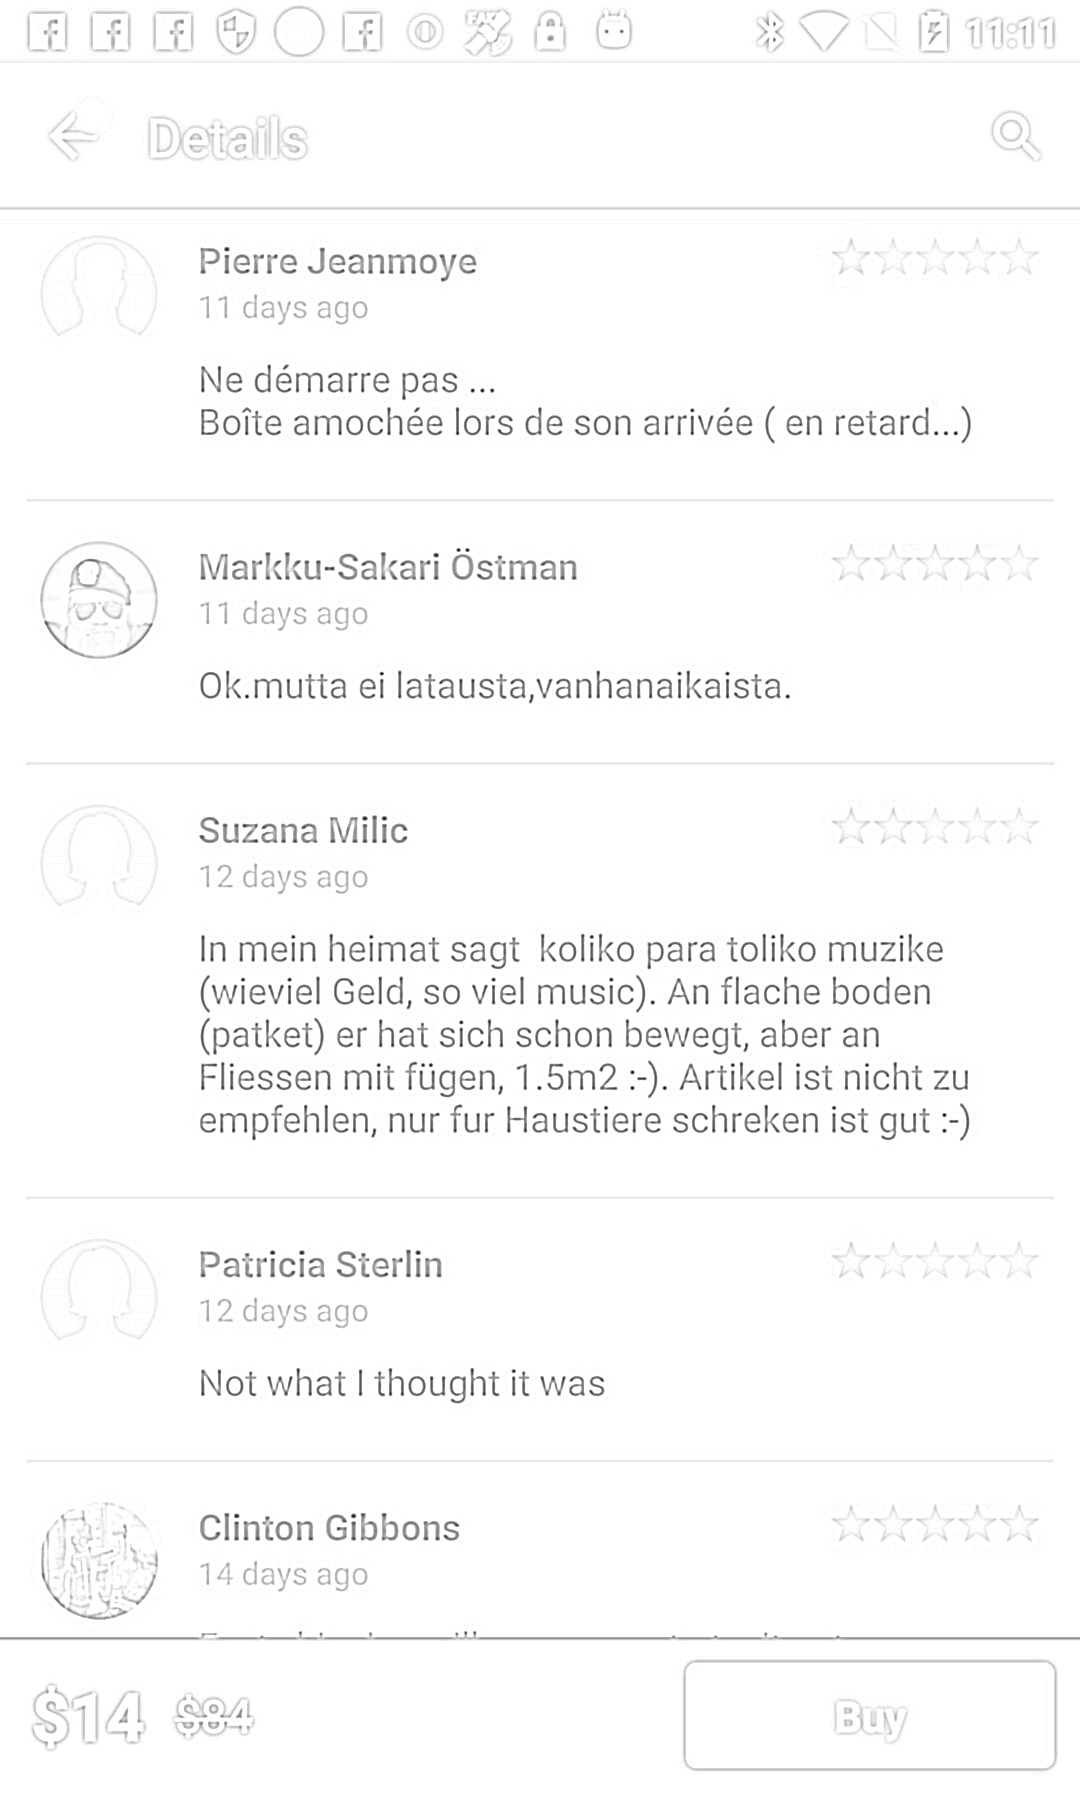 11:11
Details
Pierre Jeanmoye
11 days ago
Ne démarre pas ...
Boîte amochée lors de son arrivée ( en retard...)
Markku-Sakari Östman
11 days ago
Ok.mutta ei latausta,vanhanaikaista.
Suzana Milic
12 days ago
In mein heimat sagt  koliko para toliko muzike
(wieviel Geld, so viel music). An flache boden
(patket) er hat sich schon bewegt, aber an
Fliessen mit fügen, 1.5m2 :-). Artikel ist nicht zu
empfehlen, nur fur Haustiere schreken ist gut :-)
Patricia Sterlin
12 days ago
Not what I thought it was
Clinton Gibbons
14 days ago
$14 $84
Buy